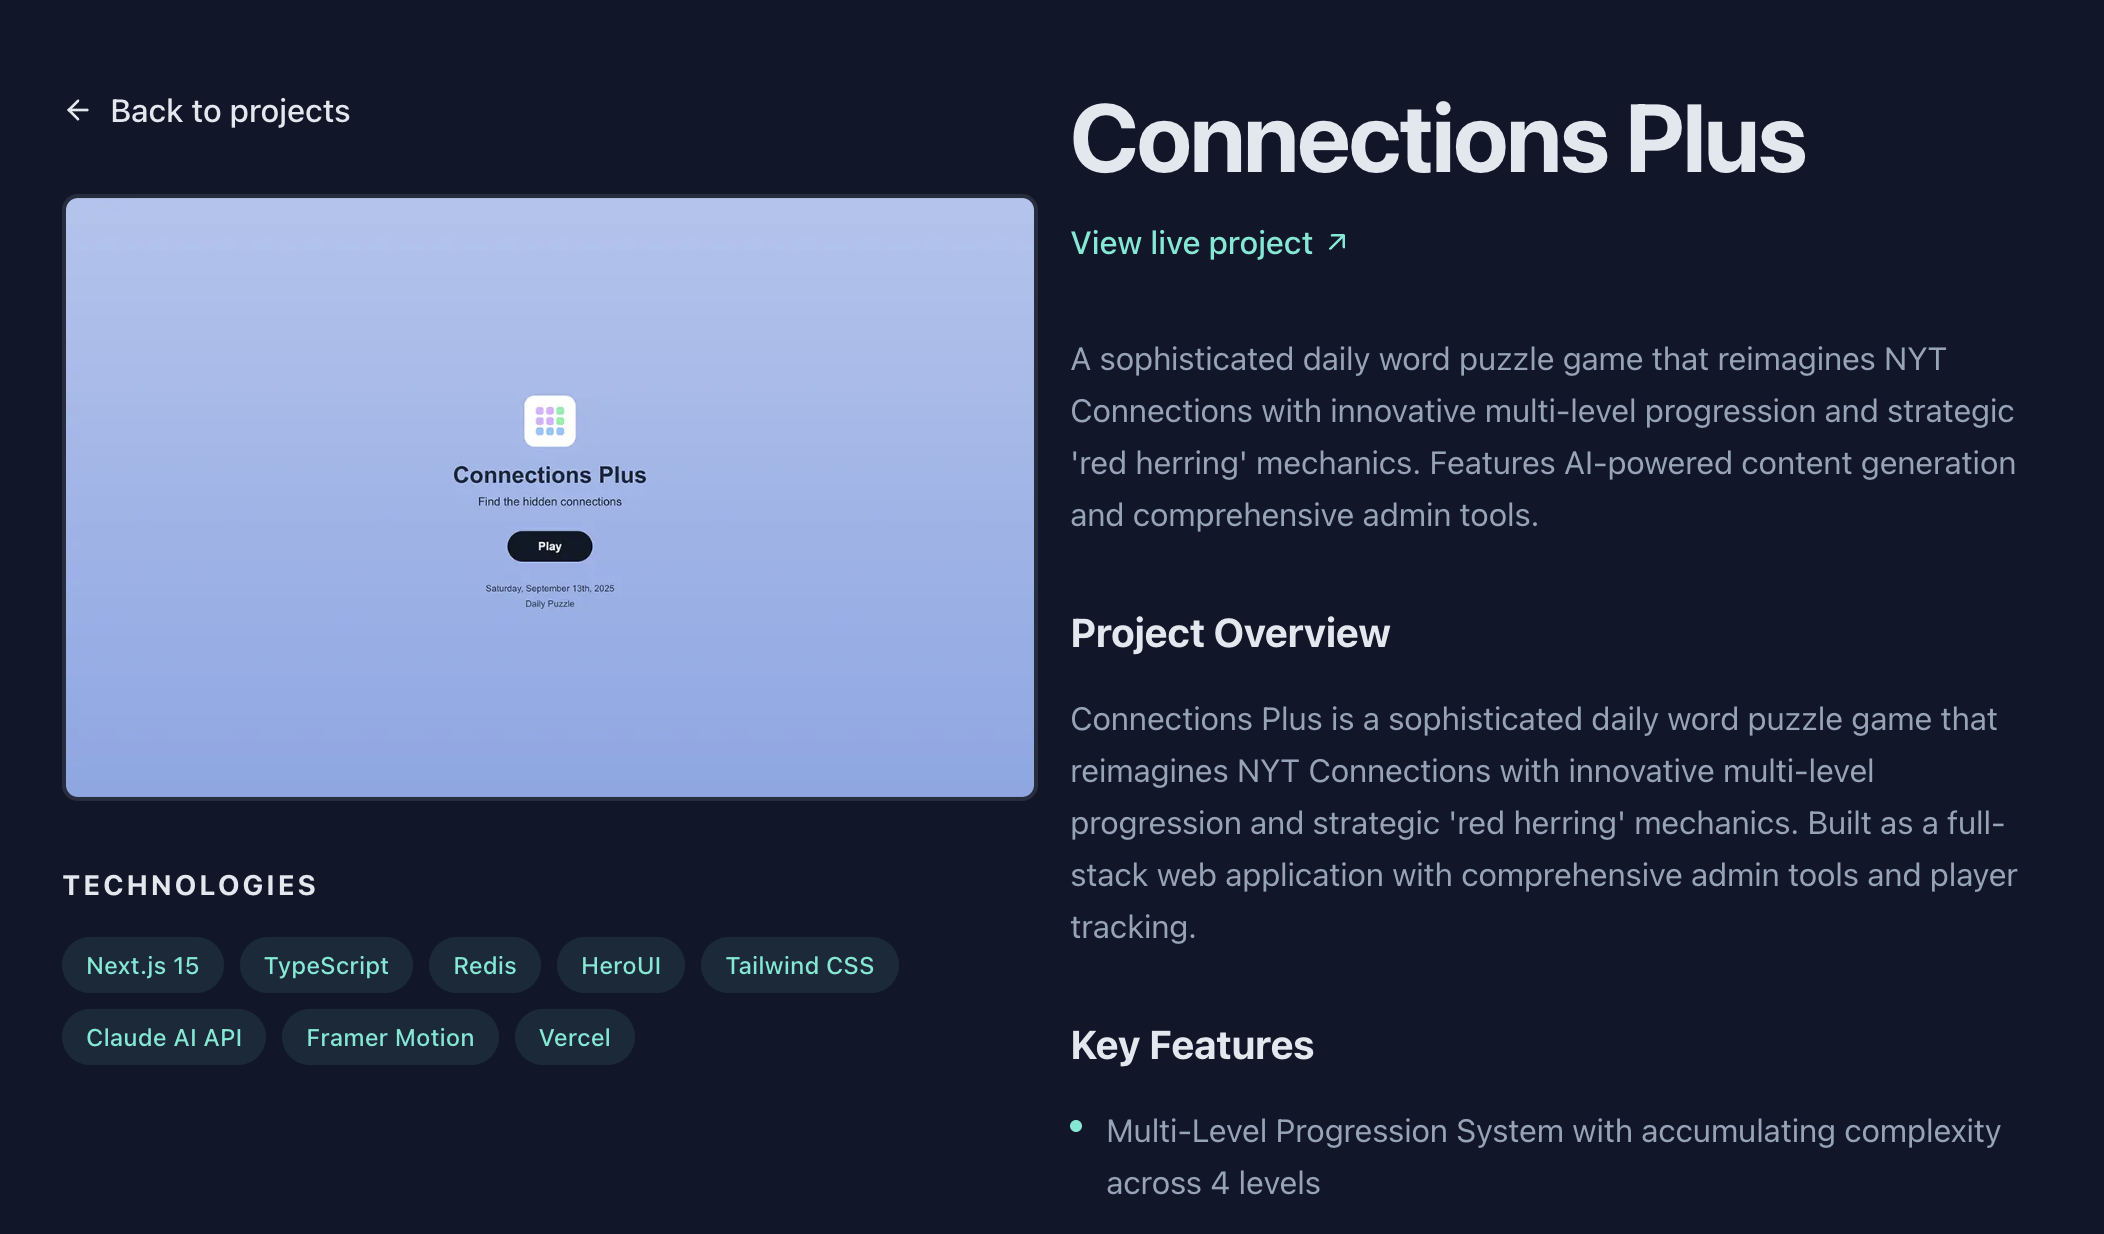 ← Back to projects
Connections Plus
Find the hidden connections
Play
Saturday, September 13th, 2025
Daily Puzzle
TECHNOLOGIES
Next.js 15 TypeScript Redis HeroUI Tailwind CSS
Claude AI API Framer Motion Vercel
Connections Plus
View live project ↗
A sophisticated daily word puzzle game that reimagines NYT
Connections with innovative multi-level progression and strategic
'red herring' mechanics. Features AI-powered content generation
and comprehensive admin tools.
Project Overview
Connections Plus is a sophisticated daily word puzzle game that
reimagines NYT Connections with innovative multi-level
progression and strategic 'red herring' mechanics. Built as a full-
stack web application with comprehensive admin tools and player
tracking.
Key Features
• Multi-Level Progression System with accumulating complexity
across 4 levels